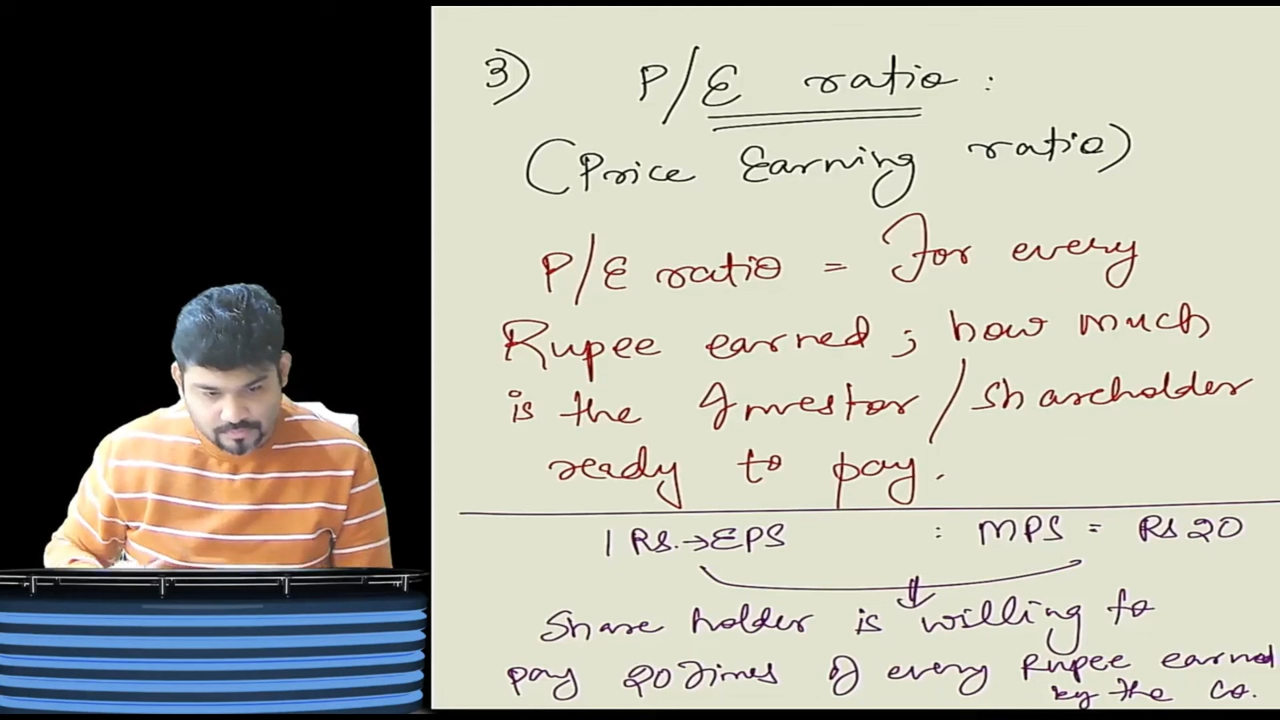 3) P/E ratio :
(Price Earning ratio)
P/E ratio = For every
Rupee earned ; how much
is the Investor / shareholder
ready to pay.
1 RS. → EPS : MPS = RS 20
Share holder is willing to
pay 20 times of every Rupee earned
by the co.